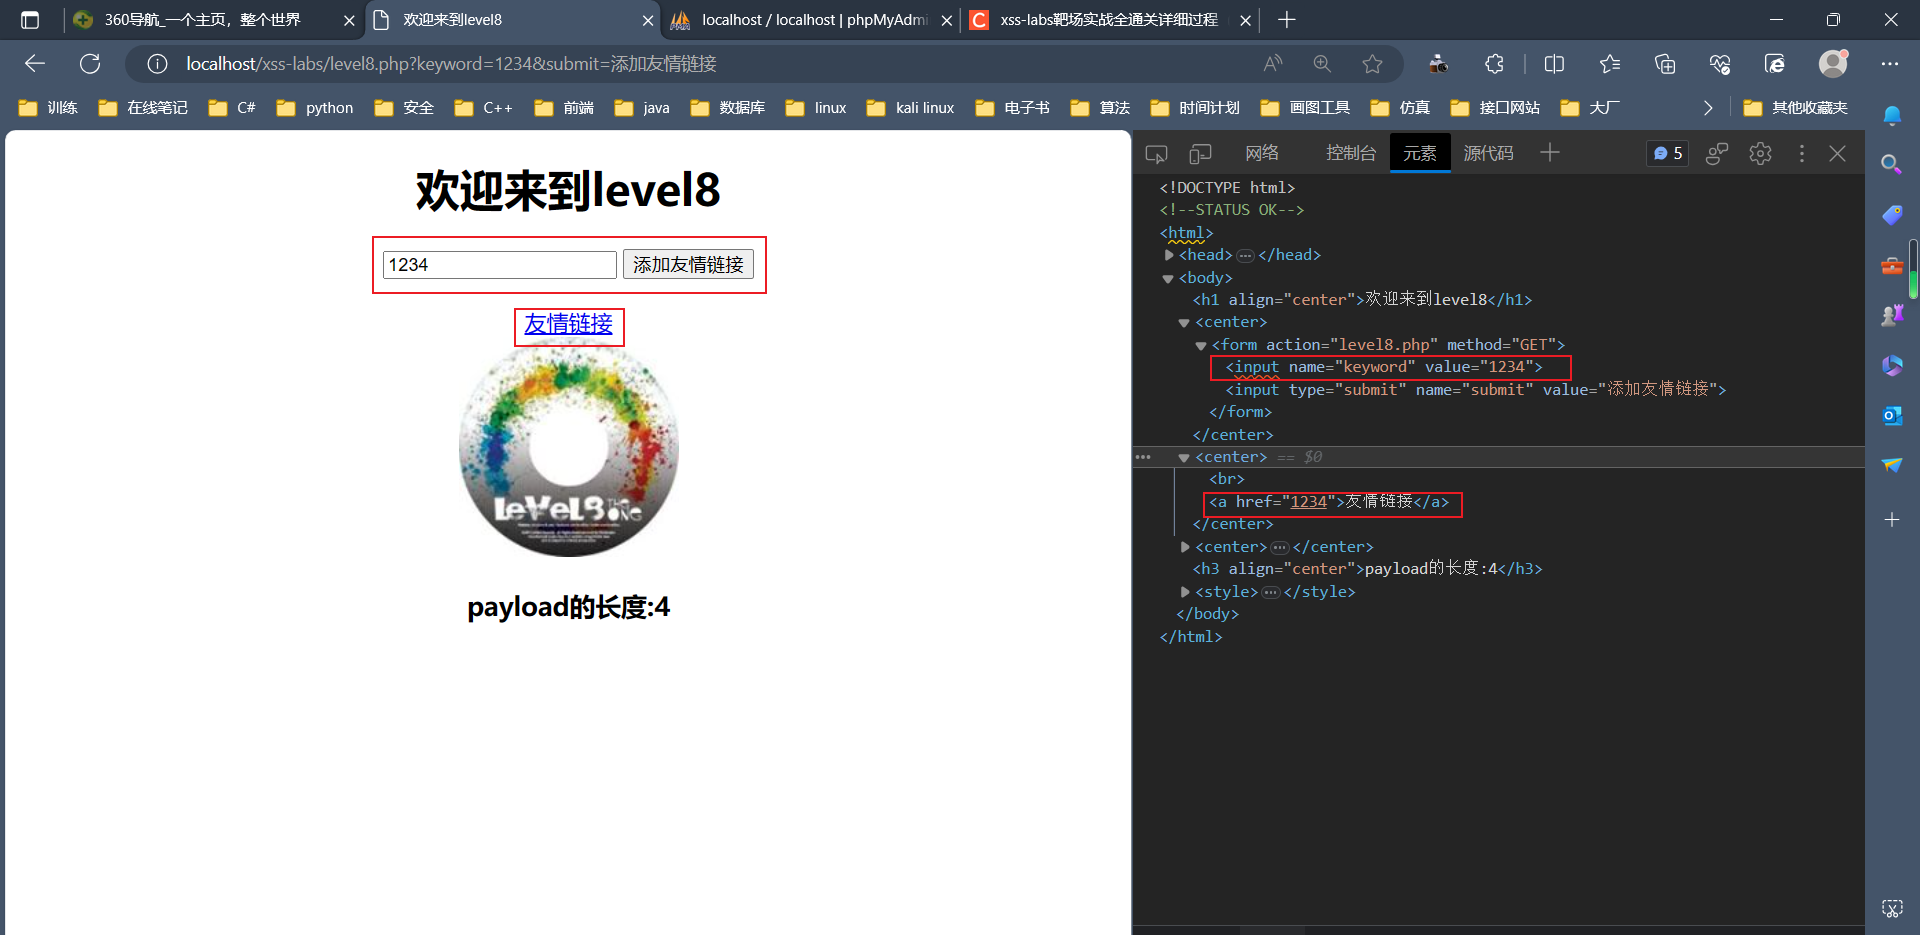 360导航_一个主页，整个世界
欢迎来到level8
localhost / localhost | phpMyAdmi
xss-labs靶场实战全通关详细过程
localhost/xss-labs/level8.php?keyword=1234&submit=添加友情链接
训练 在线笔记 C# python 安全 C++ 前端 java 数据库 linux kali linux 电子书 算法 时间计划 画图工具 仿真 接口网站 大厂 其他收藏夹
欢迎来到level8
1234 添加友情链接
友情链接
LeVeL8 THE SONG
payload的长度:4
网络 控制台 元素 源代码 5
<!DOCTYPE html>
<!--STATUS OK-->
<html>
<head>…</head>
<body>
<h1 align="center">欢迎来到level8</h1>
<center>
<form action="level8.php" method="GET">
<input name="keyword" value="1234">
<input type="submit" name="submit" value="添加友情链接">
</form>
</center>
<center> == $0
<br>
<a href="1234">友情链接</a>
</center>
<center>…</center>
<h3 align="center">payload的长度:4</h3>
<style>…</style>
</body>
</html>